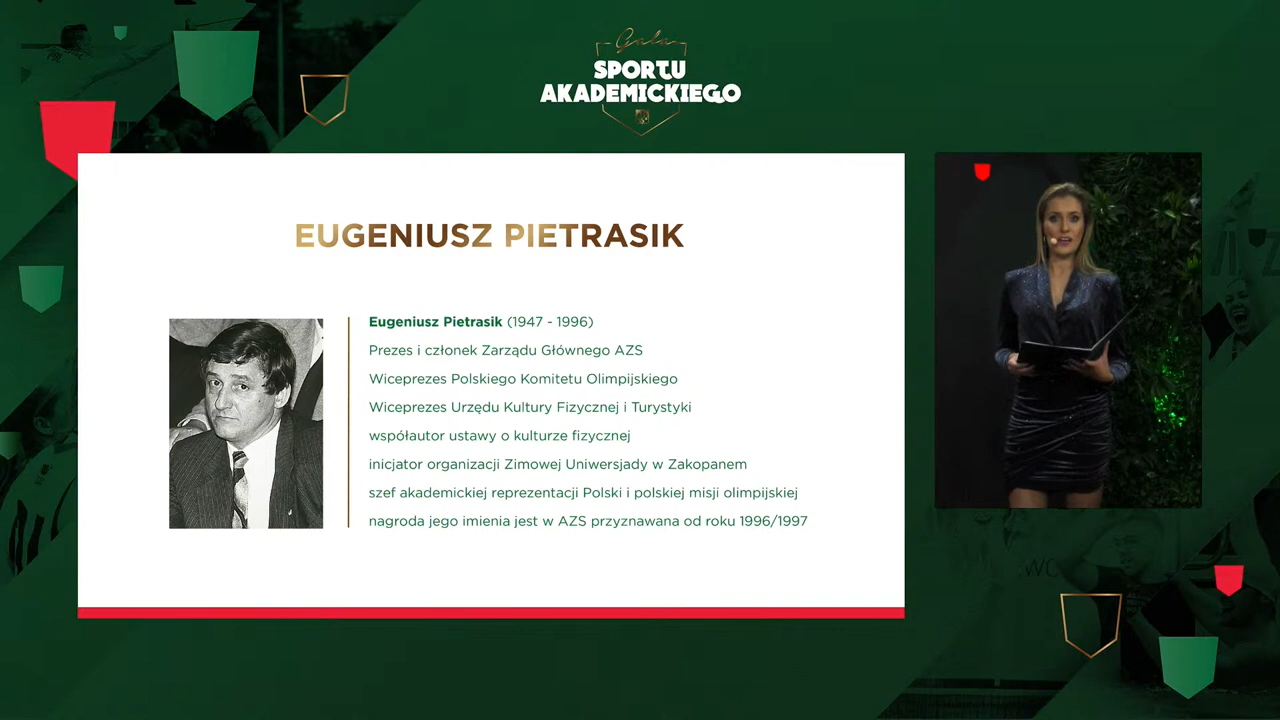 Gala
SPORTU
AKADEMICKIEGO
EUGENIUSZ PIETRASIK
Eugeniusz Pietrasik (1947 - 1996)
Prezes i członek Zarządu Głównego AZS
Wiceprezes Polskiego Komitetu Olimpijskiego
Wiceprezes Urzędu Kultury Fizycznej i Turystyki
współautor ustawy o kulturze fizycznej
inicjator organizacji Zimowej Uniwersjady w Zakopanem
szef akademickiej reprezentacji Polski i polskiej misji olimpijskiej
nagroda jego imienia jest w AZS przyznawana od roku 1996/1997